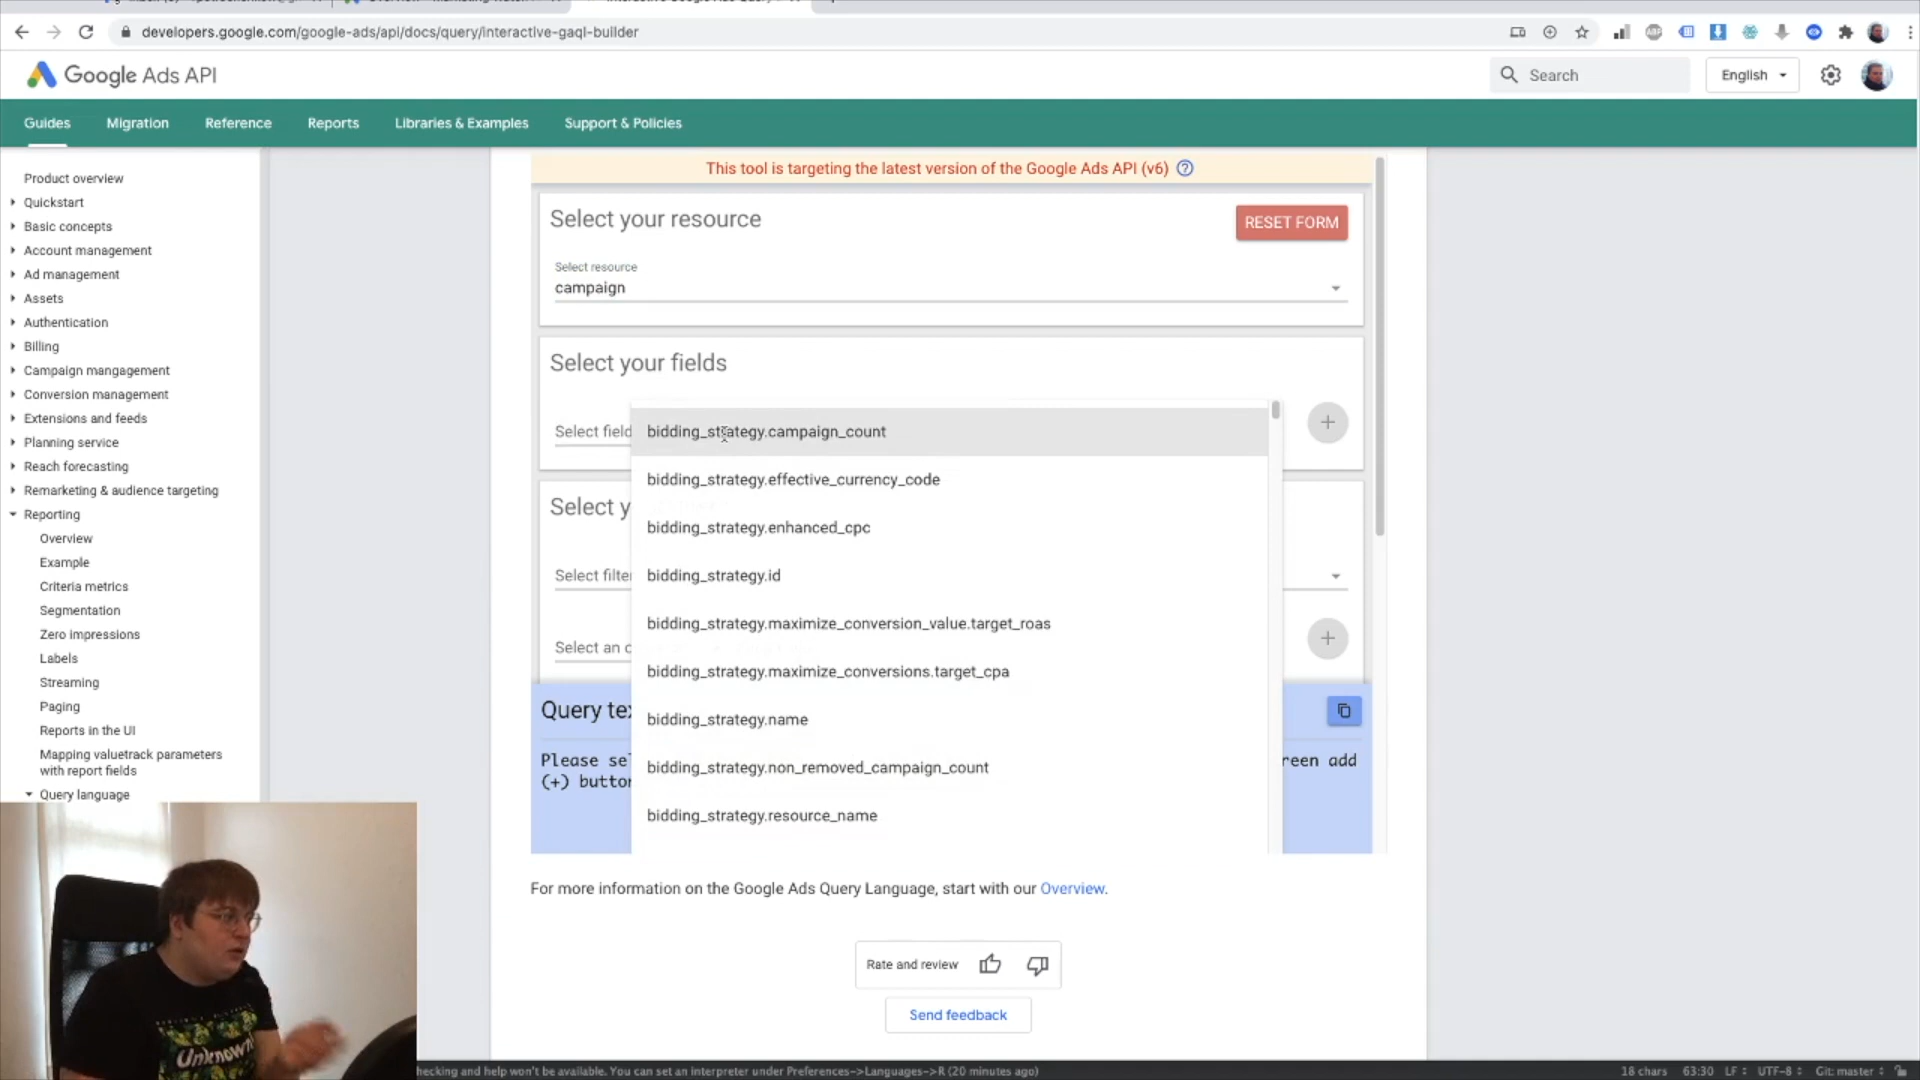 developers.google.com/google-ads/api/docs/query/interactive-gaql-builder
Google Ads API
Search
English
Guides
Migration
Reference
Reports
Libraries & Examples
Support & Policies
Product overview
Quickstart
Basic concepts
Account management
Ad management
Assets
Authentication
Billing
Campaign mangagement
Conversion management
Extensions and feeds
Planning service
Reach forecasting
Remarketing & audience targeting
Reporting
Overview
Example
Criteria metrics
Segmentation
Zero impressions
Labels
Streaming
Paging
Reports in the UI
Mapping valuetrack parameters
with report fields
Query language
This tool is targeting the latest version of the Google Ads API (v6)
Select your resource
RESET FORM
Select resource
campaign
Select your fields
Select field
bidding_strategy.campaign_count
bidding_strategy.effective_currency_code
Select y
bidding_strategy.enhanced_cpc
Select filter
bidding_strategy.id
bidding_strategy.maximize_conversion_value.target_roas
Select an
bidding_strategy.maximize_conversions.target_cpa
Query te
bidding_strategy.name
Please se
bidding_strategy.non_removed_campaign_count
reen add
(+) button
bidding_strategy.resource_name
For more information on the Google Ads Query Language, start with our Overview.
Rate and review
Send feedback
Unknown
hecking and help won't be available. You can set an interpreter under Preferences->Languages->R (20 minutes ago)
18 chars
63:30
LF
UTF-8
Git: master